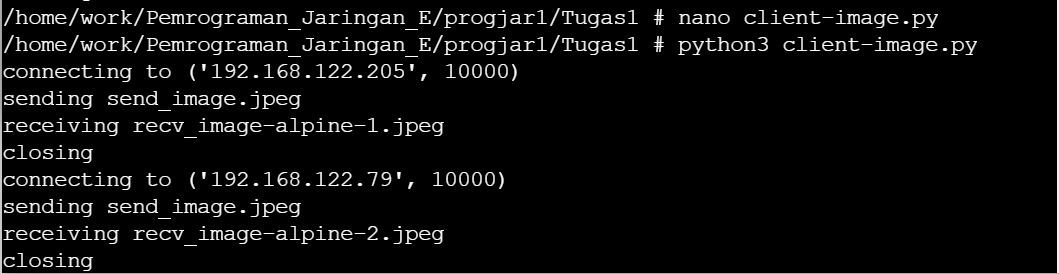 /home/work/Pemrograman_Jaringan_E/progjar1/Tugas1 # nano client-image.py
/home/work/Pemrograman_Jaringan_E/progjar1/Tugas1 # python3 client-image.py
connecting to ('192.168.122.205', 10000)
sending send_image.jpeg
receiving recv_image-alpine-1.jpeg
closing
connecting to ('192.168.122.79', 10000)
sending send_image.jpeg
receiving recv_image-alpine-2.jpeg
closing